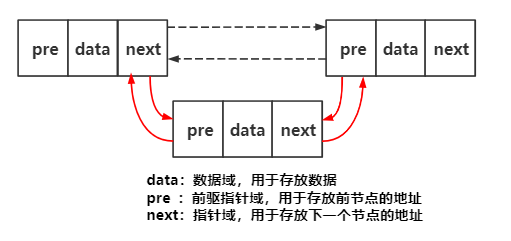 pre data next
pre data next
pre data next
data：数据域，用于存放数据
pre ：前驱指针域，用于存放前节点的地址
next：指针域，用于存放下一个节点的地址